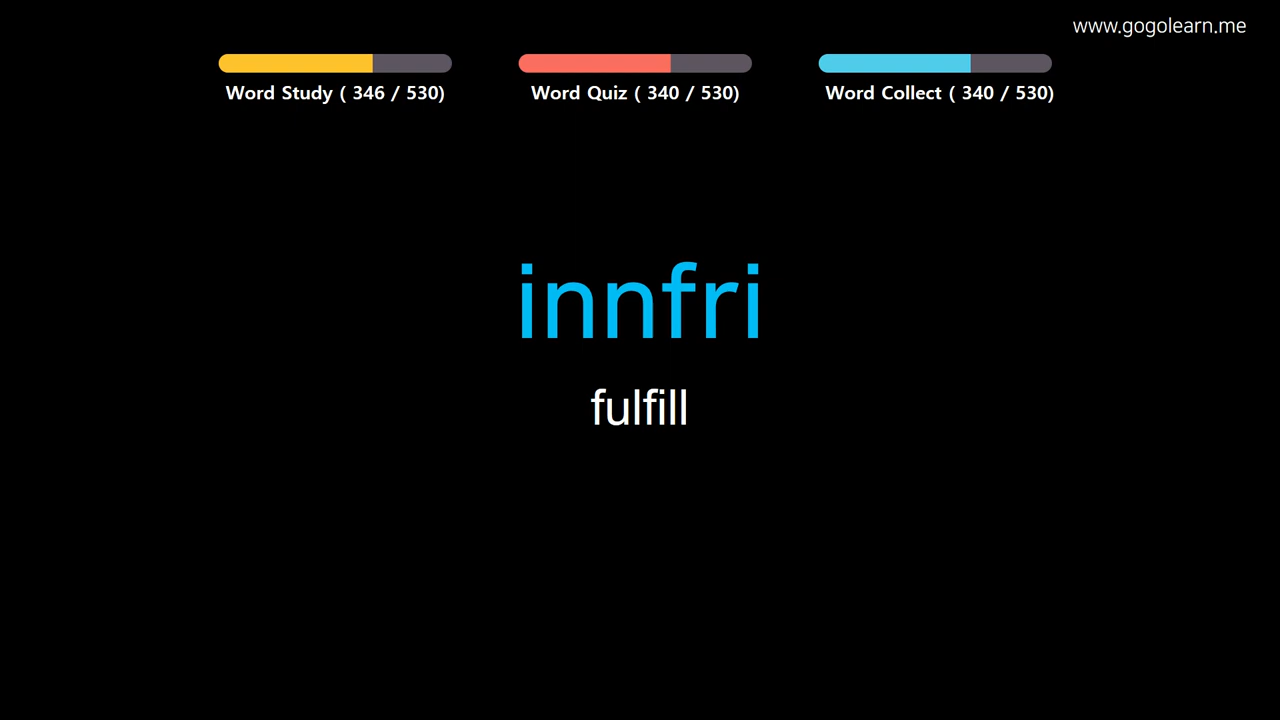 www.gogolearn.me
Word Study ( 346 / 530)
Word Quiz ( 340 / 530)
Word Collect ( 340 / 530)
innfri
fulfill